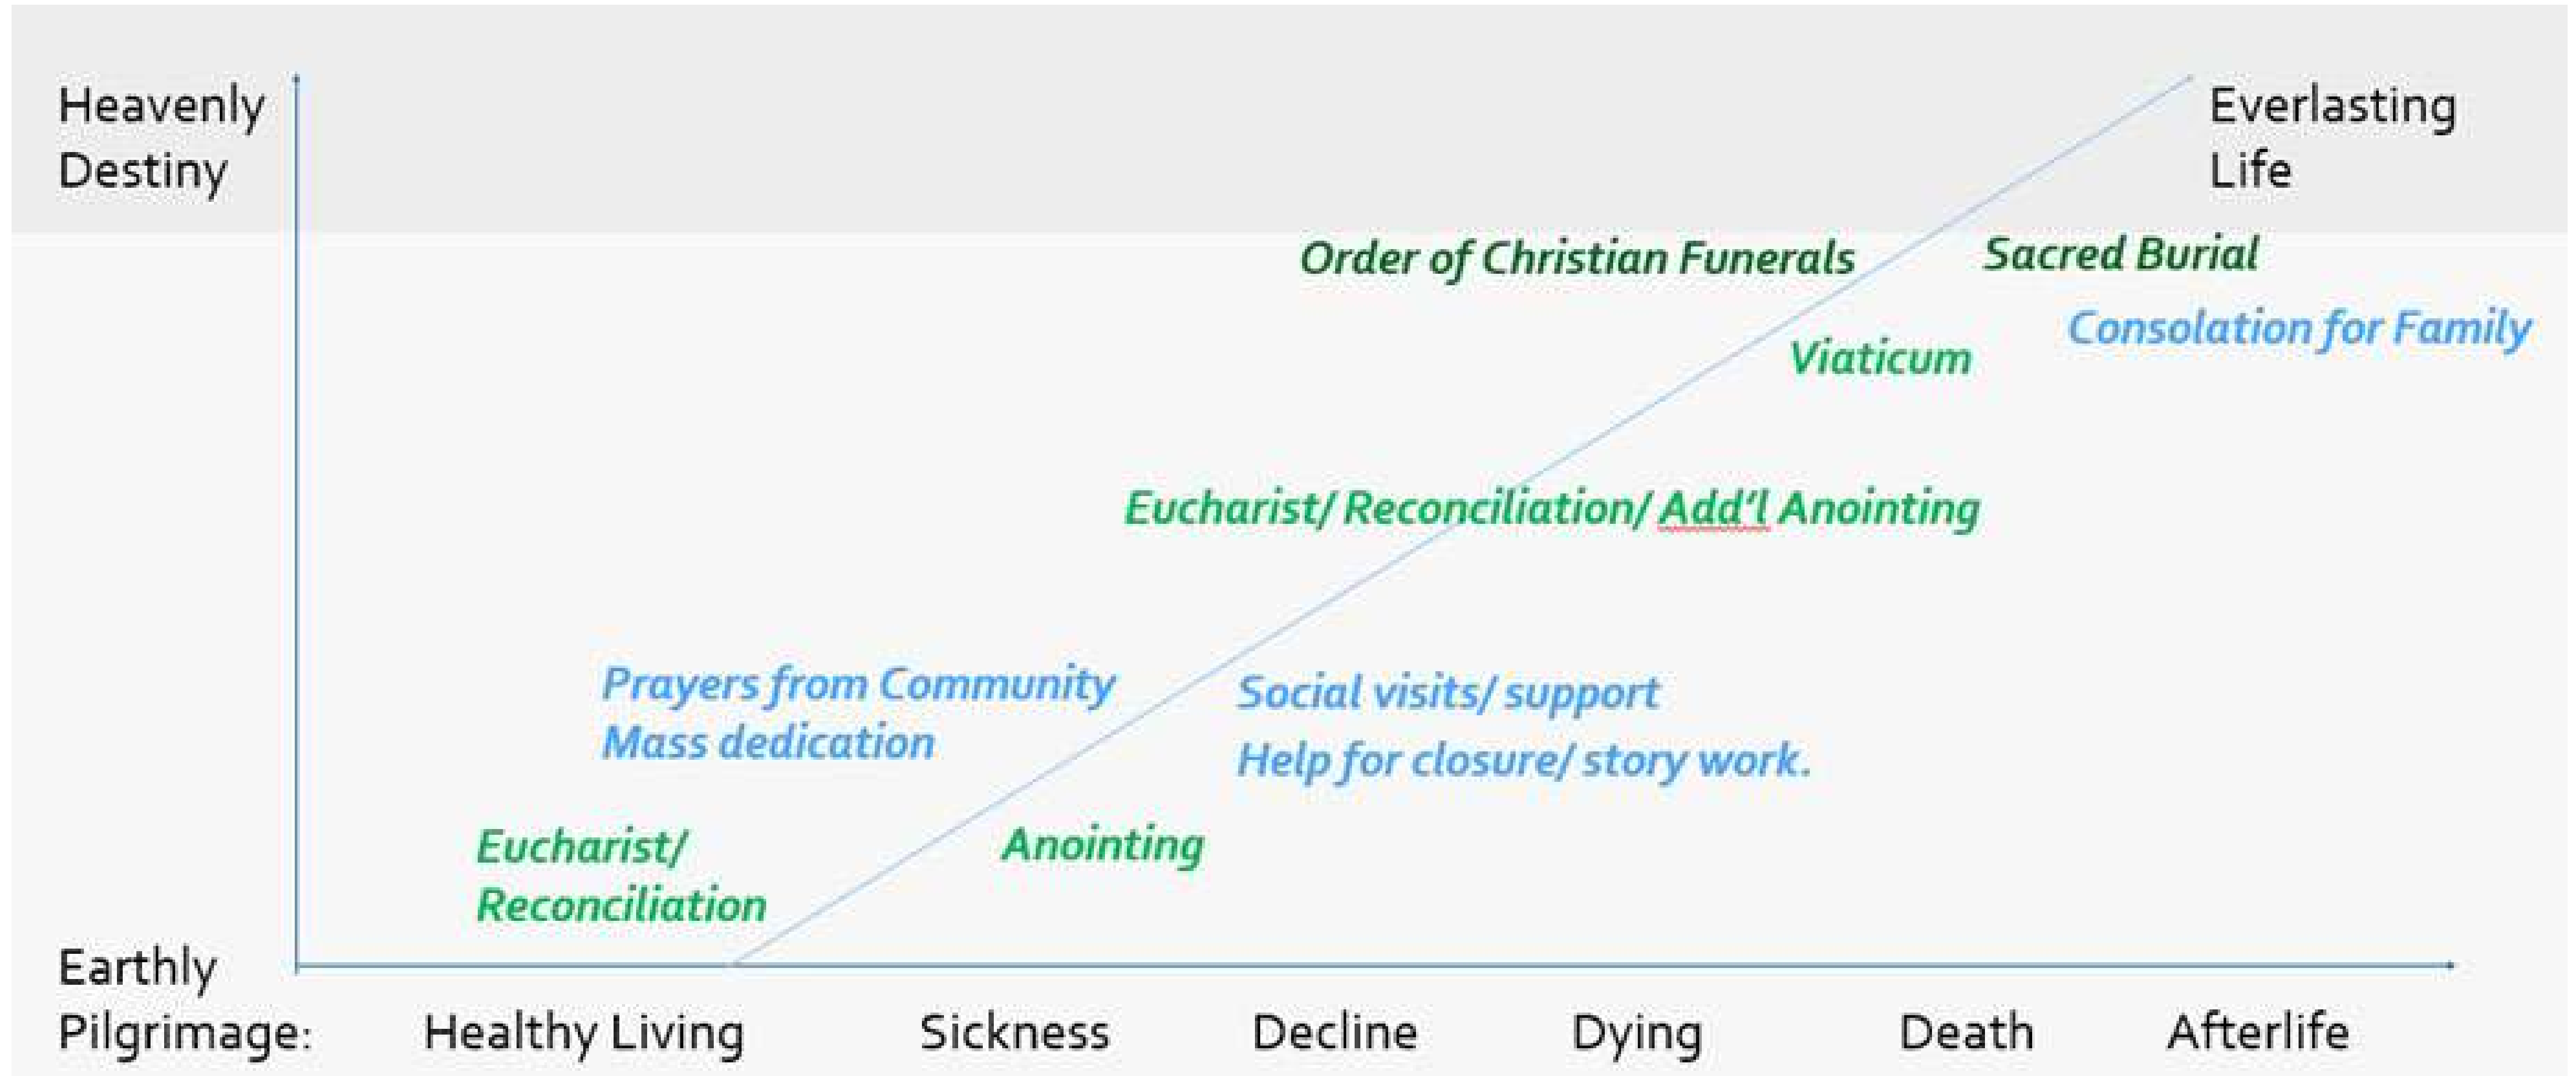 Heavenly
Destiny
Everlasting
Life
Order of Christian Funerals
Sacred Burial
Consolation for Family
Viaticum
Eucharist/ Reconciliation/ Add'l Anointing
Prayers from Community
Mass dedication
Social visits/ support
Help for closure/ story work.
Eucharist/
Reconciliation
Anointing
Earthly
Pilgrimage:
Healthy Living
Sickness
Decline
Dying
Death
Afterlife